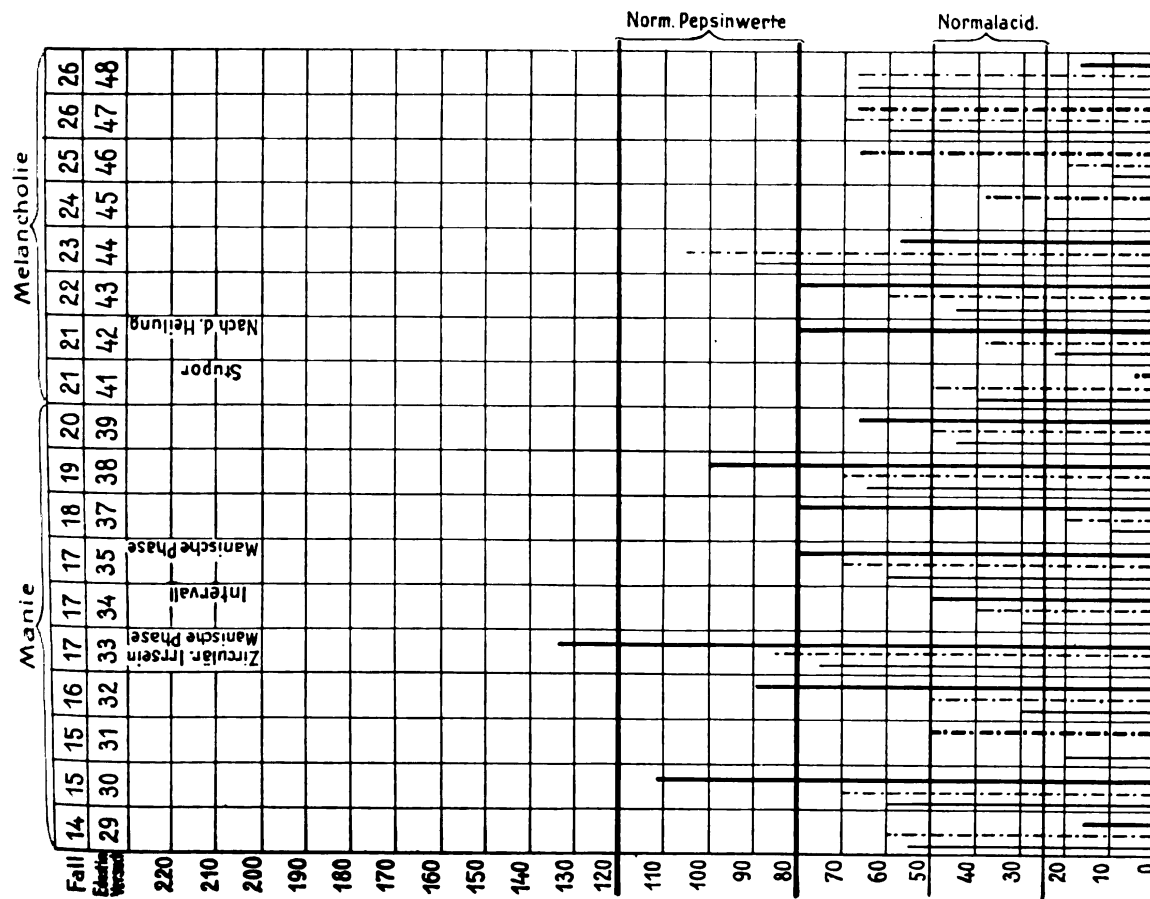 Norm. Pepsinwerte
Normalacid.
Melancholie
Manie
Fall 14 15 15 16 17 17 17 18 19 20 21 21 22 23 24 25 26 26
29 30 31 32 33 34 35 37 38 39 41 42 43 44 45 46 47 48
Zirculär. Irrsein
Manische Phase
Intervall
Manische Phase
Stupor
Nach d. Heilung
220 210 200 190 180 170 160 150 140 130 120 110 100 90 80 70 60 50 40 30 20 10 0